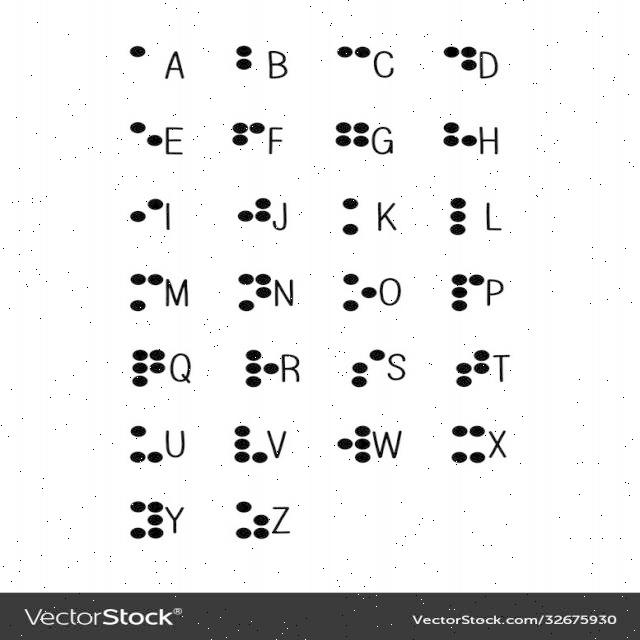 A B C D
E F G H
I J K L
M N O P
Q R S T
U V W X
Y Z
VectorStock® VectorStock.com/32675930